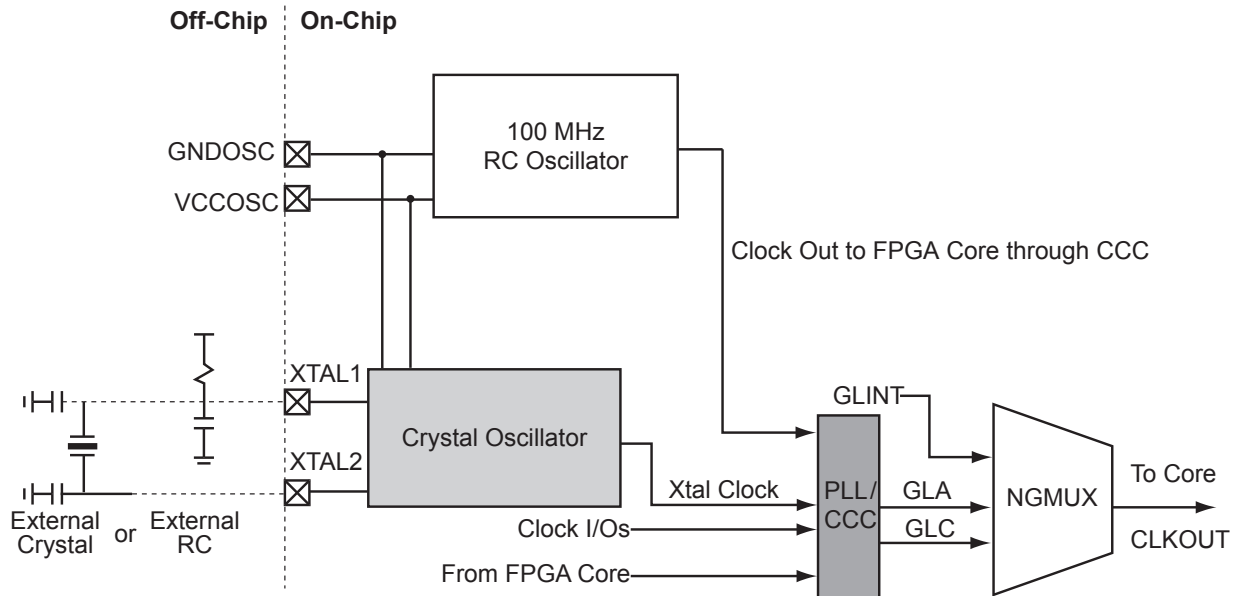 Off-Chip
On-Chip
100 MHz
RC Oscillator
GNDOSC
VCCOSC
Clock Out to FPGA Core through CCC
XTAL1
GLINT
Crystal Oscillator
XTAL2
Xtal Clock
PLL/
CCC
GLA
GLC
NGMUX
To Core
CLKOUT
External
Crystal
or
External
RC
Clock I/Os
From FPGA Core